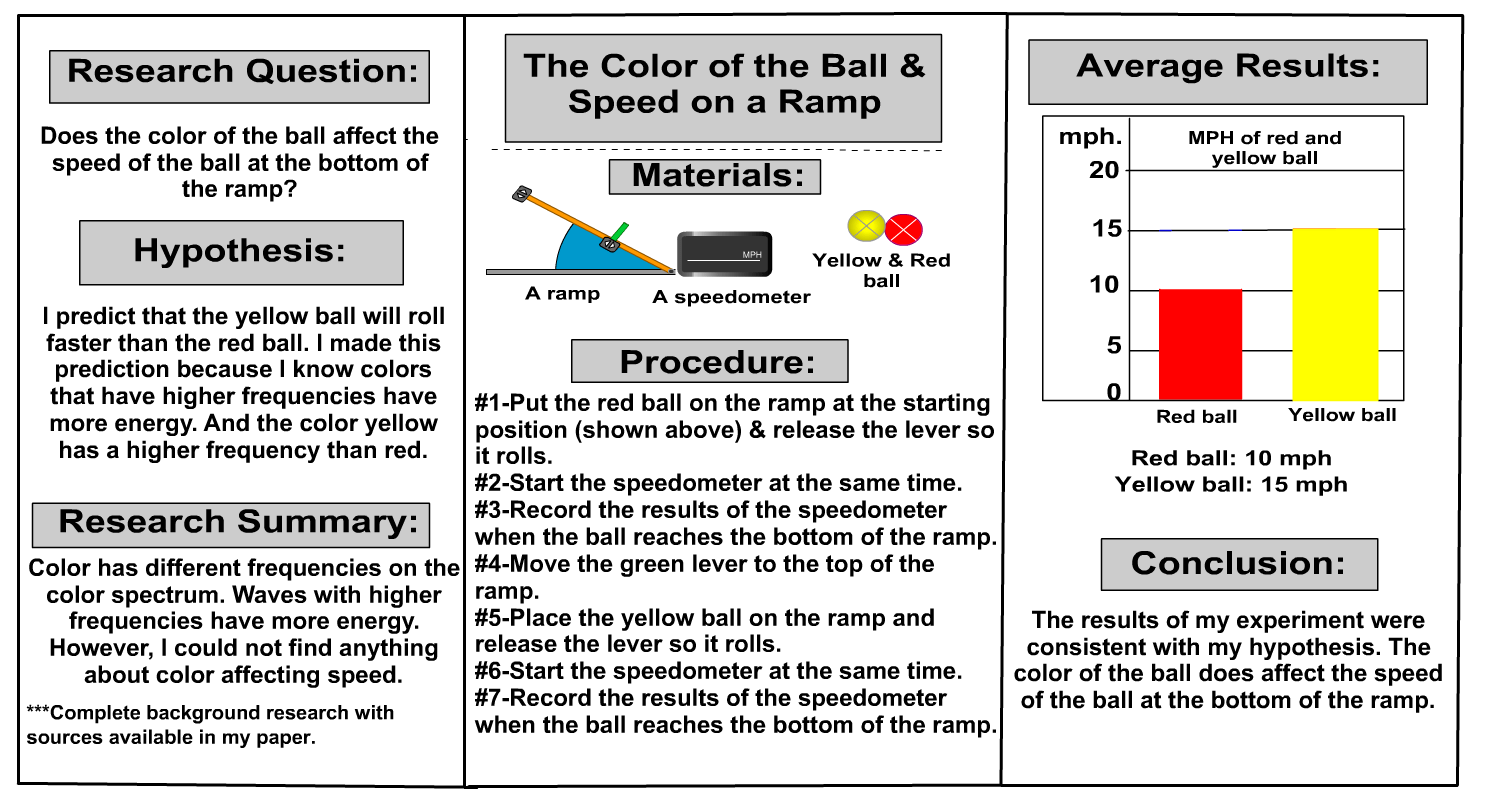 Research Question:
Does the color of the ball affect the
speed of the ball at the bottom of
the ramp?
Hypothesis:
I predict that the yellow ball will roll
faster than the red ball. I made this
prediction because I know colors
that have higher frequencies have
more energy. And the color yellow
has a higher frequency than red.
Research Summary:
Color has different frequencies on the
color spectrum. Waves with higher
frequencies have more energy.
However, I could not find anything
about color affecting speed.
***Complete background research with
sources available in my paper.
The Color of the Ball &
Speed on a Ramp
Materials:
MPH
A ramp
A speedometer
Yellow & Red
ball
Procedure:
#1-Put the red ball on the ramp at the starting
position (shown above) & release the lever so
it rolls.
#2-Start the speedometer at the same time.
#3-Record the results of the speedometer
when the ball reaches the bottom of the ramp.
#4-Move the green lever to the top of the
ramp.
#5-Place the yellow ball on the ramp and
release the lever so it rolls.
#6-Start the speedometer at the same time.
#7-Record the results of the speedometer
when the ball reaches the bottom of the ramp.
Average Results:
mph.
MPH of red and
yellow ball
20
15
10
5
0
Red ball
Yellow ball
Red ball: 10 mph
Yellow ball: 15 mph
Conclusion:
The results of my experiment were
consistent with my hypothesis. The
color of the ball does affect the speed
of the ball at the bottom of the ramp.